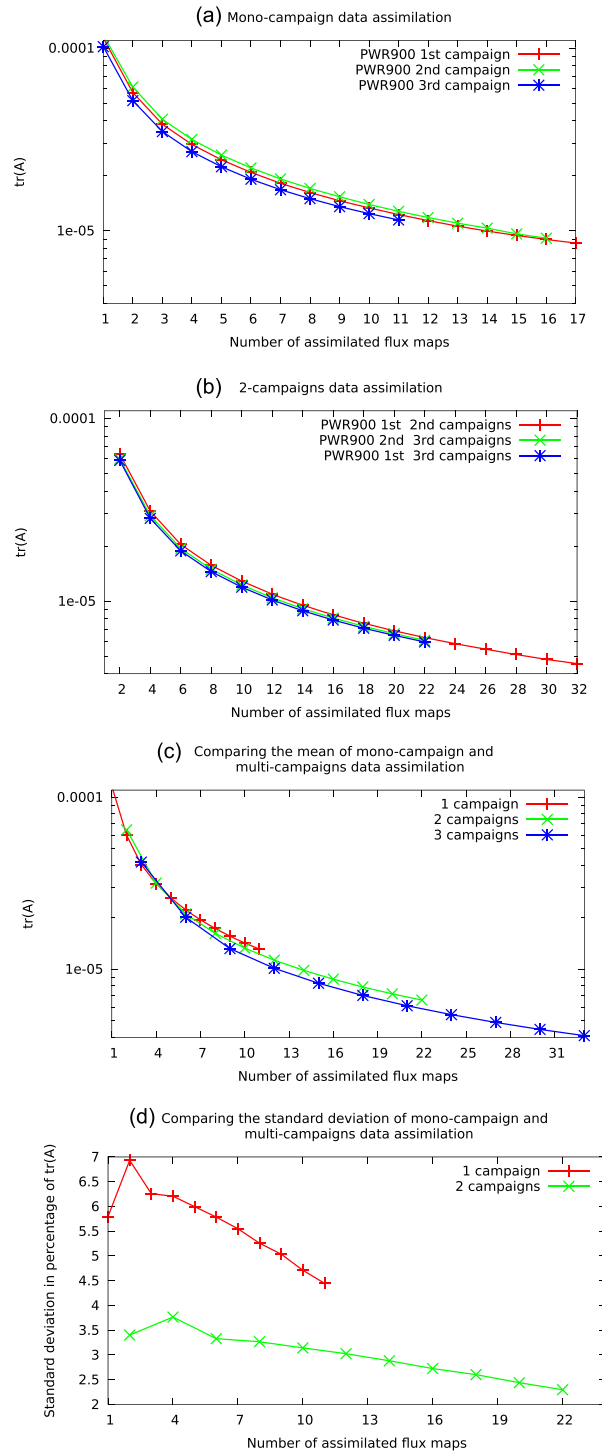 (a) Mono-campaign data assimilation
0.0001
PWR900 1st campaign
PWR900 2nd campaign
PWR900 3rd campaign
tr(A)
1e-05
1 2 3 4 5 6 7 8 9 10 11 12 13 14 15 16 17
Number of assimilated flux maps
(b) 2-campaigns data assimilation
0.0001
PWR900 1st 2nd campaigns
PWR900 2nd 3rd campaigns
PWR900 1st 3rd campaigns
tr(A)
1e-05
2 4 6 8 10 12 14 16 18 20 22 24 26 28 30 32
Number of assimilated flux maps
(c) Comparing the mean of mono-campaign and
multi-campaigns data assimilation
0.0001
1 campaign
2 campaigns
3 campaigns
tr(A)
1e-05
1 4 7 10 13 16 19 22 25 28 31
Number of assimilated flux maps
(d) Comparing the standard deviation of mono-campaign and
multi-campaigns data assimilation
Standard deviation in percentage of tr(A)
7
6.5
6
5.5
5
4.5
4
3.5
3
2.5
2
1 campaign
2 campaigns
1 4 7 10 13 16 19 22
Number of assimilated flux maps